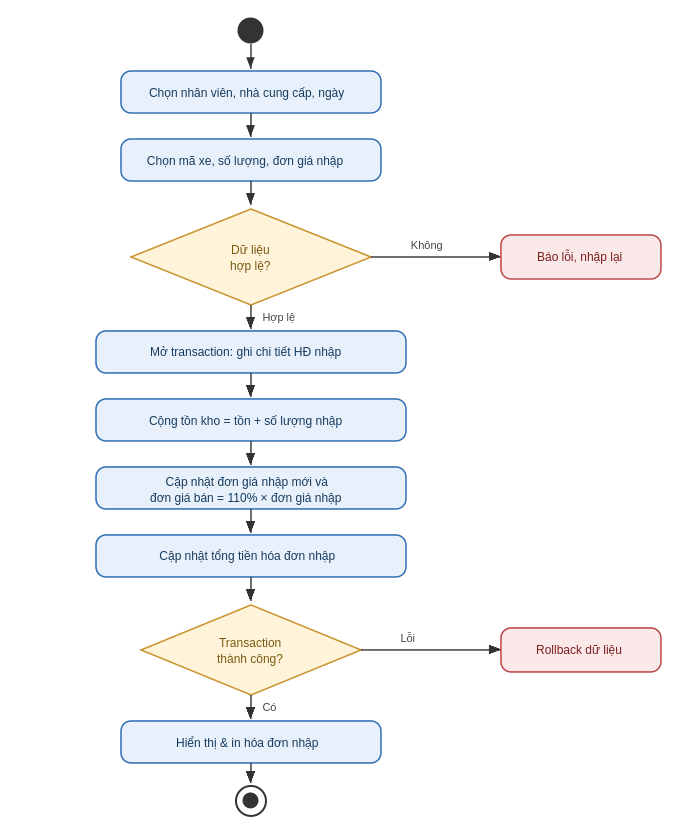 Chọn nhân viên, nhà cung cấp, ngày
Chọn mã xe, số lượng, đơn giá nhập
Dữ liệu
hợp lệ?
Không
Báo lỗi, nhập lại
Hợp lệ
Mở transaction: ghi chi tiết HĐ nhập
Cộng tồn kho = tồn + số lượng nhập
Cập nhật đơn giá nhập mới và
đơn giá bán = 110% × đơn giá nhập
Cập nhật tổng tiền hóa đơn nhập
Transaction
thành công?
Lỗi
Rollback dữ liệu
Có
Hiển thị & in hóa đơn nhập